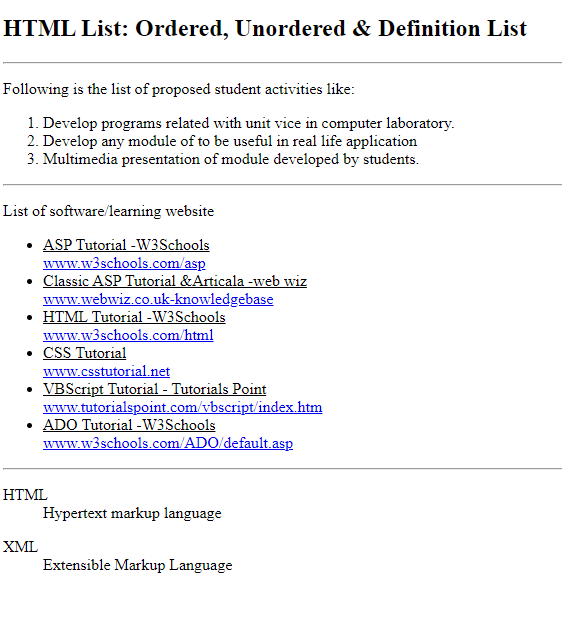 HTML List: Ordered, Unordered & Definition List
Following is the list of proposed student activities like:
1. Develop programs related with unit vice in computer laboratory.
2. Develop any module of to be useful in real life application
3. Multimedia presentation of module developed by students.
List of software/learning website
• ASP Tutorial -W3Schools
www.w3schools.com/asp
• Classic ASP Tutorial &Articala -web wiz
www.webwiz.co.uk-knowledgebase
• HTML Tutorial -W3Schools
www.w3schools.com/html
• CSS Tutorial
www.csstutorial.net
• VBScript Tutorial - Tutorials Point
www.tutorialspoint.com/vbscript/index.htm
• ADO Tutorial -W3Schools
www.w3schools.com/ADO/default.asp
HTML
Hypertext markup language
XML
Extensible Markup Language